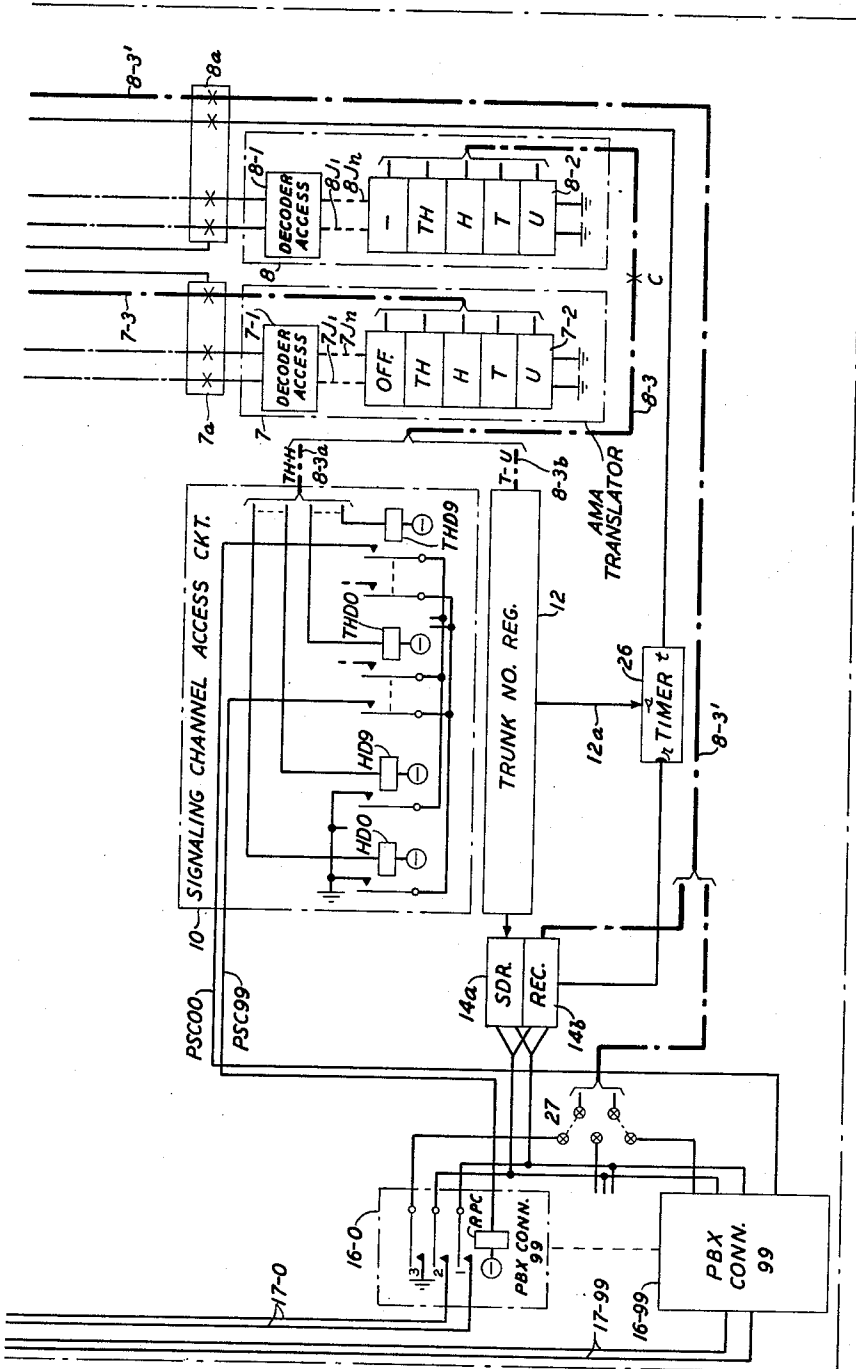 8-3'
8a
8-1
DECODER
ACCESS
8
8J1
8Jn
-
TH
H
T
U
8-2
7-3
7-1
7a
DECODER
ACCESS
7
7J1
7Jn
OFF.
TH
H
T
U
7-2
C
8-3
AMA
TRANSLATOR
TH-H
8-3a
T-U
8-3b
10
SIGNALING CHANNEL ACCESS CKT.
THD9
THD0
HD9
HD0
TRUNK NO. REG.
12
12a
26
r TIMER t
8-3'
PSC00
PSC99
14a
SDR.
REC.
14b
27
16-0
3
2
1
RPC
PBX CONN.
99
17-0
17-99
16-99
PBX
CONN.
99